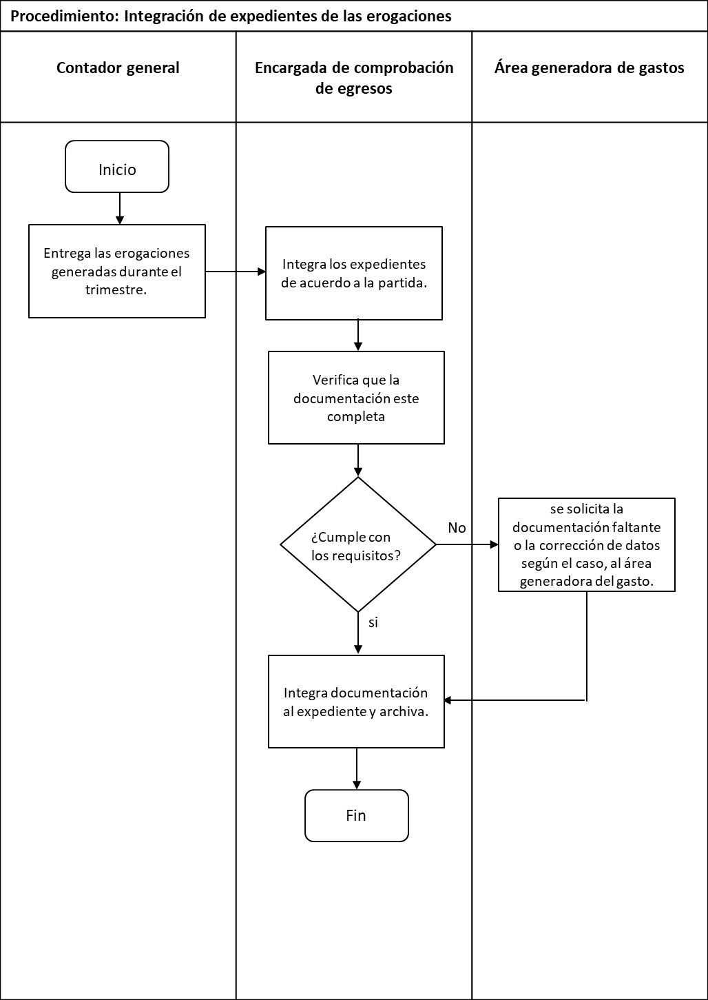 Procedimiento: Integración de expedientes de las erogaciones
Contador general
Encargada de comprobación
de egresos
Área generadora de gastos
Inicio
Entrega las erogaciones
generadas durante el
trimestre.
Integra los expedientes
de acuerdo a la partida.
Verifica que la
documentación este
completa
¿Cumple con
los requisitos?
No
se solicita la
documentación faltante
o la corrección de datos
según el caso, al área
generadora del gasto.
si
Integra documentación
al expediente y archiva.
Fin